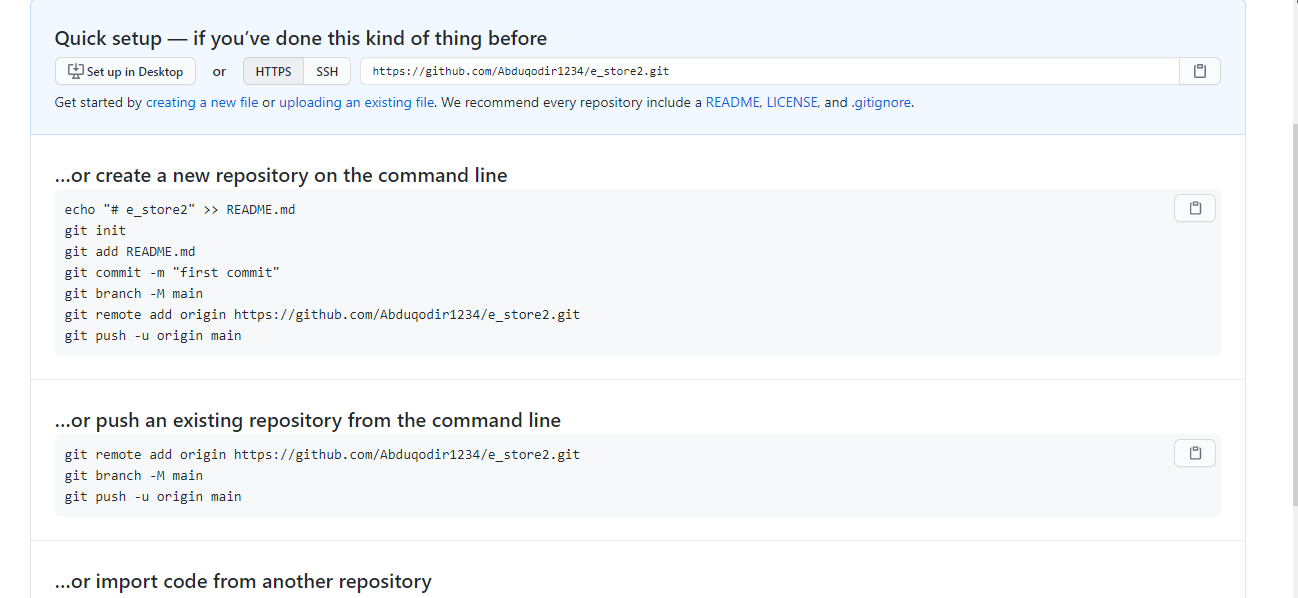 Quick setup — if you’ve done this kind of thing before
Set up in Desktop or HTTPS SSH https://github.com/Abduqodir1234/e_store2.git
Get started by creating a new file or uploading an existing file. We recommend every repository include a README, LICENSE, and .gitignore.
…or create a new repository on the command line
echo "# e_store2" >> README.md
git init
git add README.md
git commit -m "first commit"
git branch -M main
git remote add origin https://github.com/Abduqodir1234/e_store2.git
git push -u origin main
…or push an existing repository from the command line
git remote add origin https://github.com/Abduqodir1234/e_store2.git
git branch -M main
git push -u origin main
…or import code from another repository